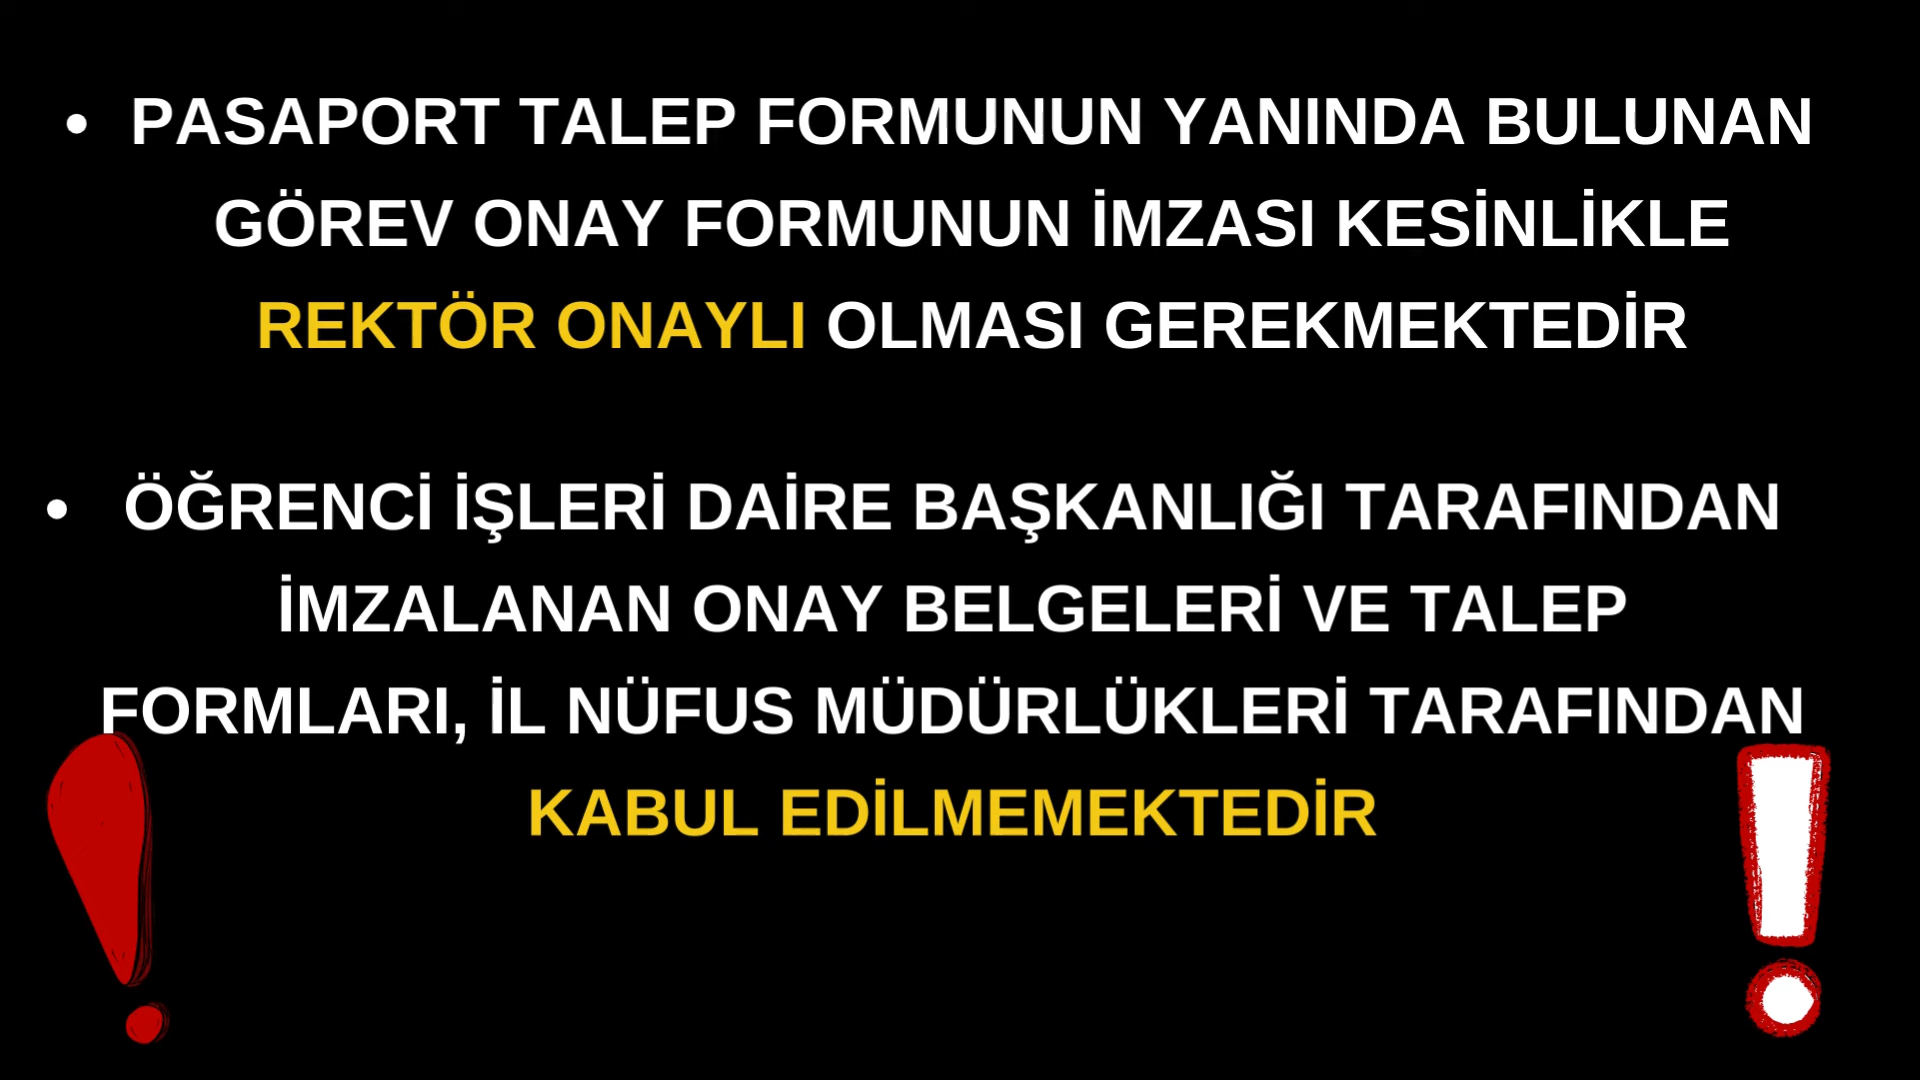 • PASAPORT TALEP FORMUNUN YANINDA BULUNAN
GÖREV ONAY FORMUNUN İMZASI KESİNLİKLE
REKTÖR ONAYLI OLMASI GEREKMEKTEDİR
• ÖĞRENCİ İŞLERİ DAİRE BAŞKANLIĞI TARAFINDAN
İMZALANAN ONAY BELGELERİ VE TALEP
FORMLARI, İL NÜFUS MÜDÜRLÜKLERİ TARAFINDAN
KABUL EDİLMEMEKTEDİR